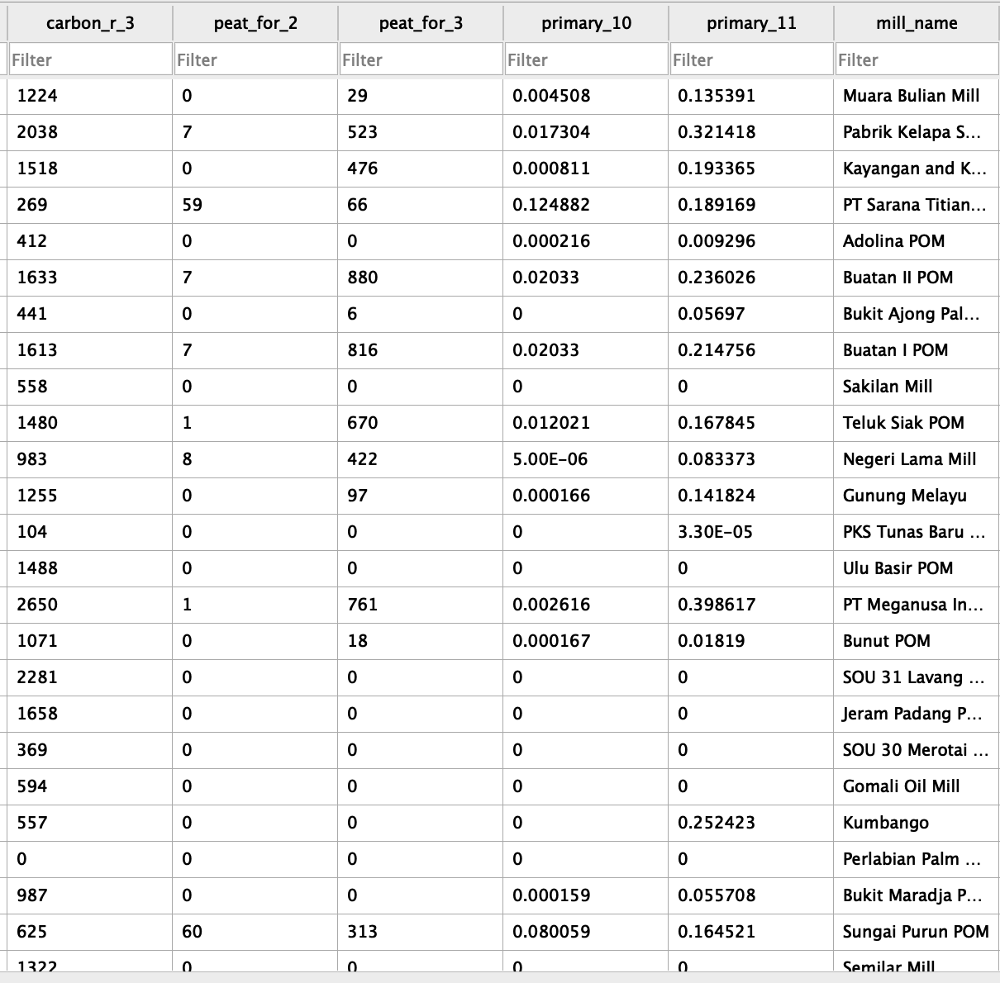 carbon_r_3 peat_for_2 peat_for_3 primary_10 primary_11 mill_name
Filter Filter Filter Filter Filter Filter
1224 0 29 0.004508 0.135391 Muara Bulian Mill
2038 7 523 0.017304 0.321418 Pabrik Kelapa S...
1518 0 476 0.000811 0.193365 Kayangan and K...
269 59 66 0.124882 0.189169 PT Sarana Titian...
412 0 0 0.000216 0.009296 Adolina POM
1633 7 880 0.02033 0.236026 Buatan II POM
441 0 6 0 0.05697 Bukit Ajong Pal...
1613 7 816 0.02033 0.214756 Buatan I POM
558 0 0 0 0 Sakilan Mill
1480 1 670 0.012021 0.167845 Teluk Siak POM
983 8 422 5.00E-06 0.083373 Negeri Lama Mill
1255 0 97 0.000166 0.141824 Gunung Melayu
104 0 0 0 3.30E-05 PKS Tunas Baru ...
1488 0 0 0 0 Ulu Basir POM
2650 1 761 0.002616 0.398617 PT Meganusa In...
1071 0 18 0.000167 0.01819 Bunut POM
2281 0 0 0 0 SOU 31 Lavang ...
1658 0 0 0 0 Jeram Padang P...
369 0 0 0 0 SOU 30 Merotai ...
594 0 0 0 0 Gomali Oil Mill
557 0 0 0 0.252423 Kumbango
0 0 0 0 0 Perlabian Palm ...
987 0 0 0.000159 0.055708 Bukit Maradja P...
625 60 313 0.080059 0.164521 Sungai Purun POM
1322 0 0 0 0 Semilar Mill